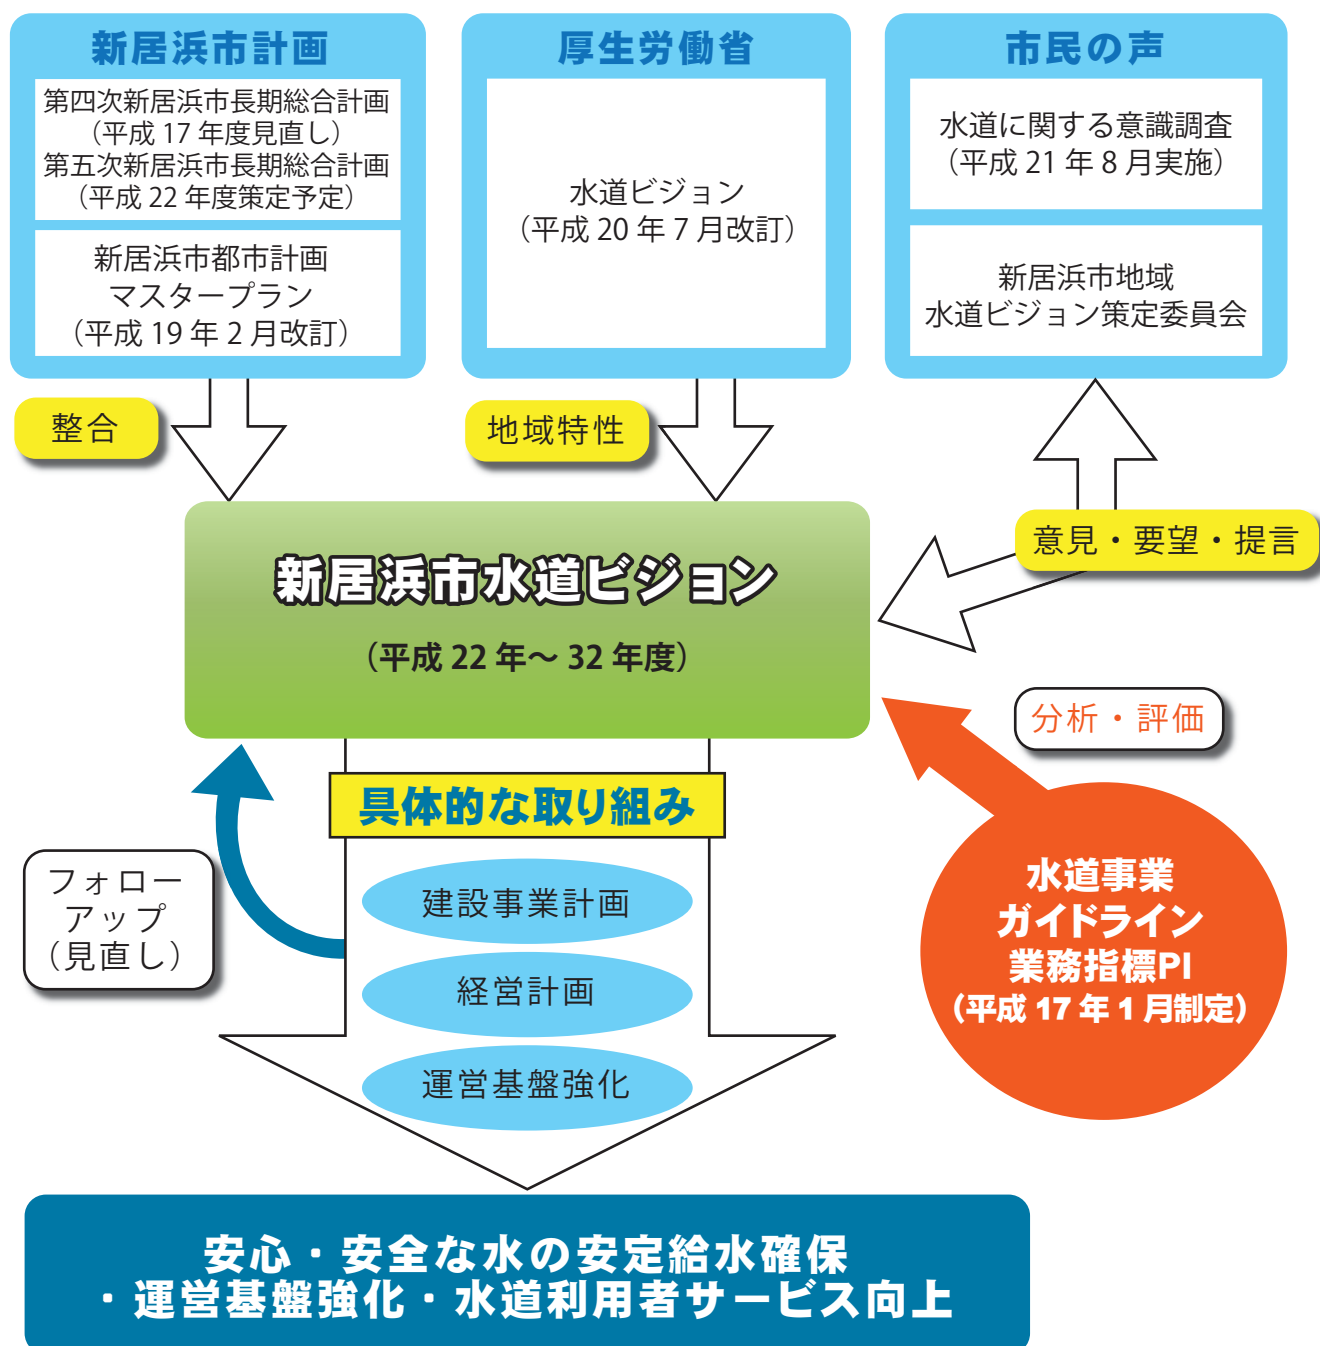 新居浜市計画
第四次新居浜市長期総合計画
（平成 17 年度見直し）
第五次新居浜市長期総合計画
（平成 22 年度策定予定）
新居浜市都市計画
マスタープラン
（平成 19 年 2 月改訂）
厚生労働省
水道ビジョン
（平成 20 年 7 月改訂）
市民の声
水道に関する意識調査
（平成 21 年 8 月実施）
新居浜市地域
水道ビジョン策定委員会
整合
地域特性
意見・要望・提言
新居浜市水道ビジョン
（平成 22 年～ 32 年度）
分析・評価
具体的な取り組み
フォロー
アップ
（見直し）
建設事業計画
経営計画
運営基盤強化
水道事業
ガイドライン
業務指標PI
（平成 17 年 1 月制定）
安心・安全な水の安定給水確保
・運営基盤強化・水道利用者サービス向上